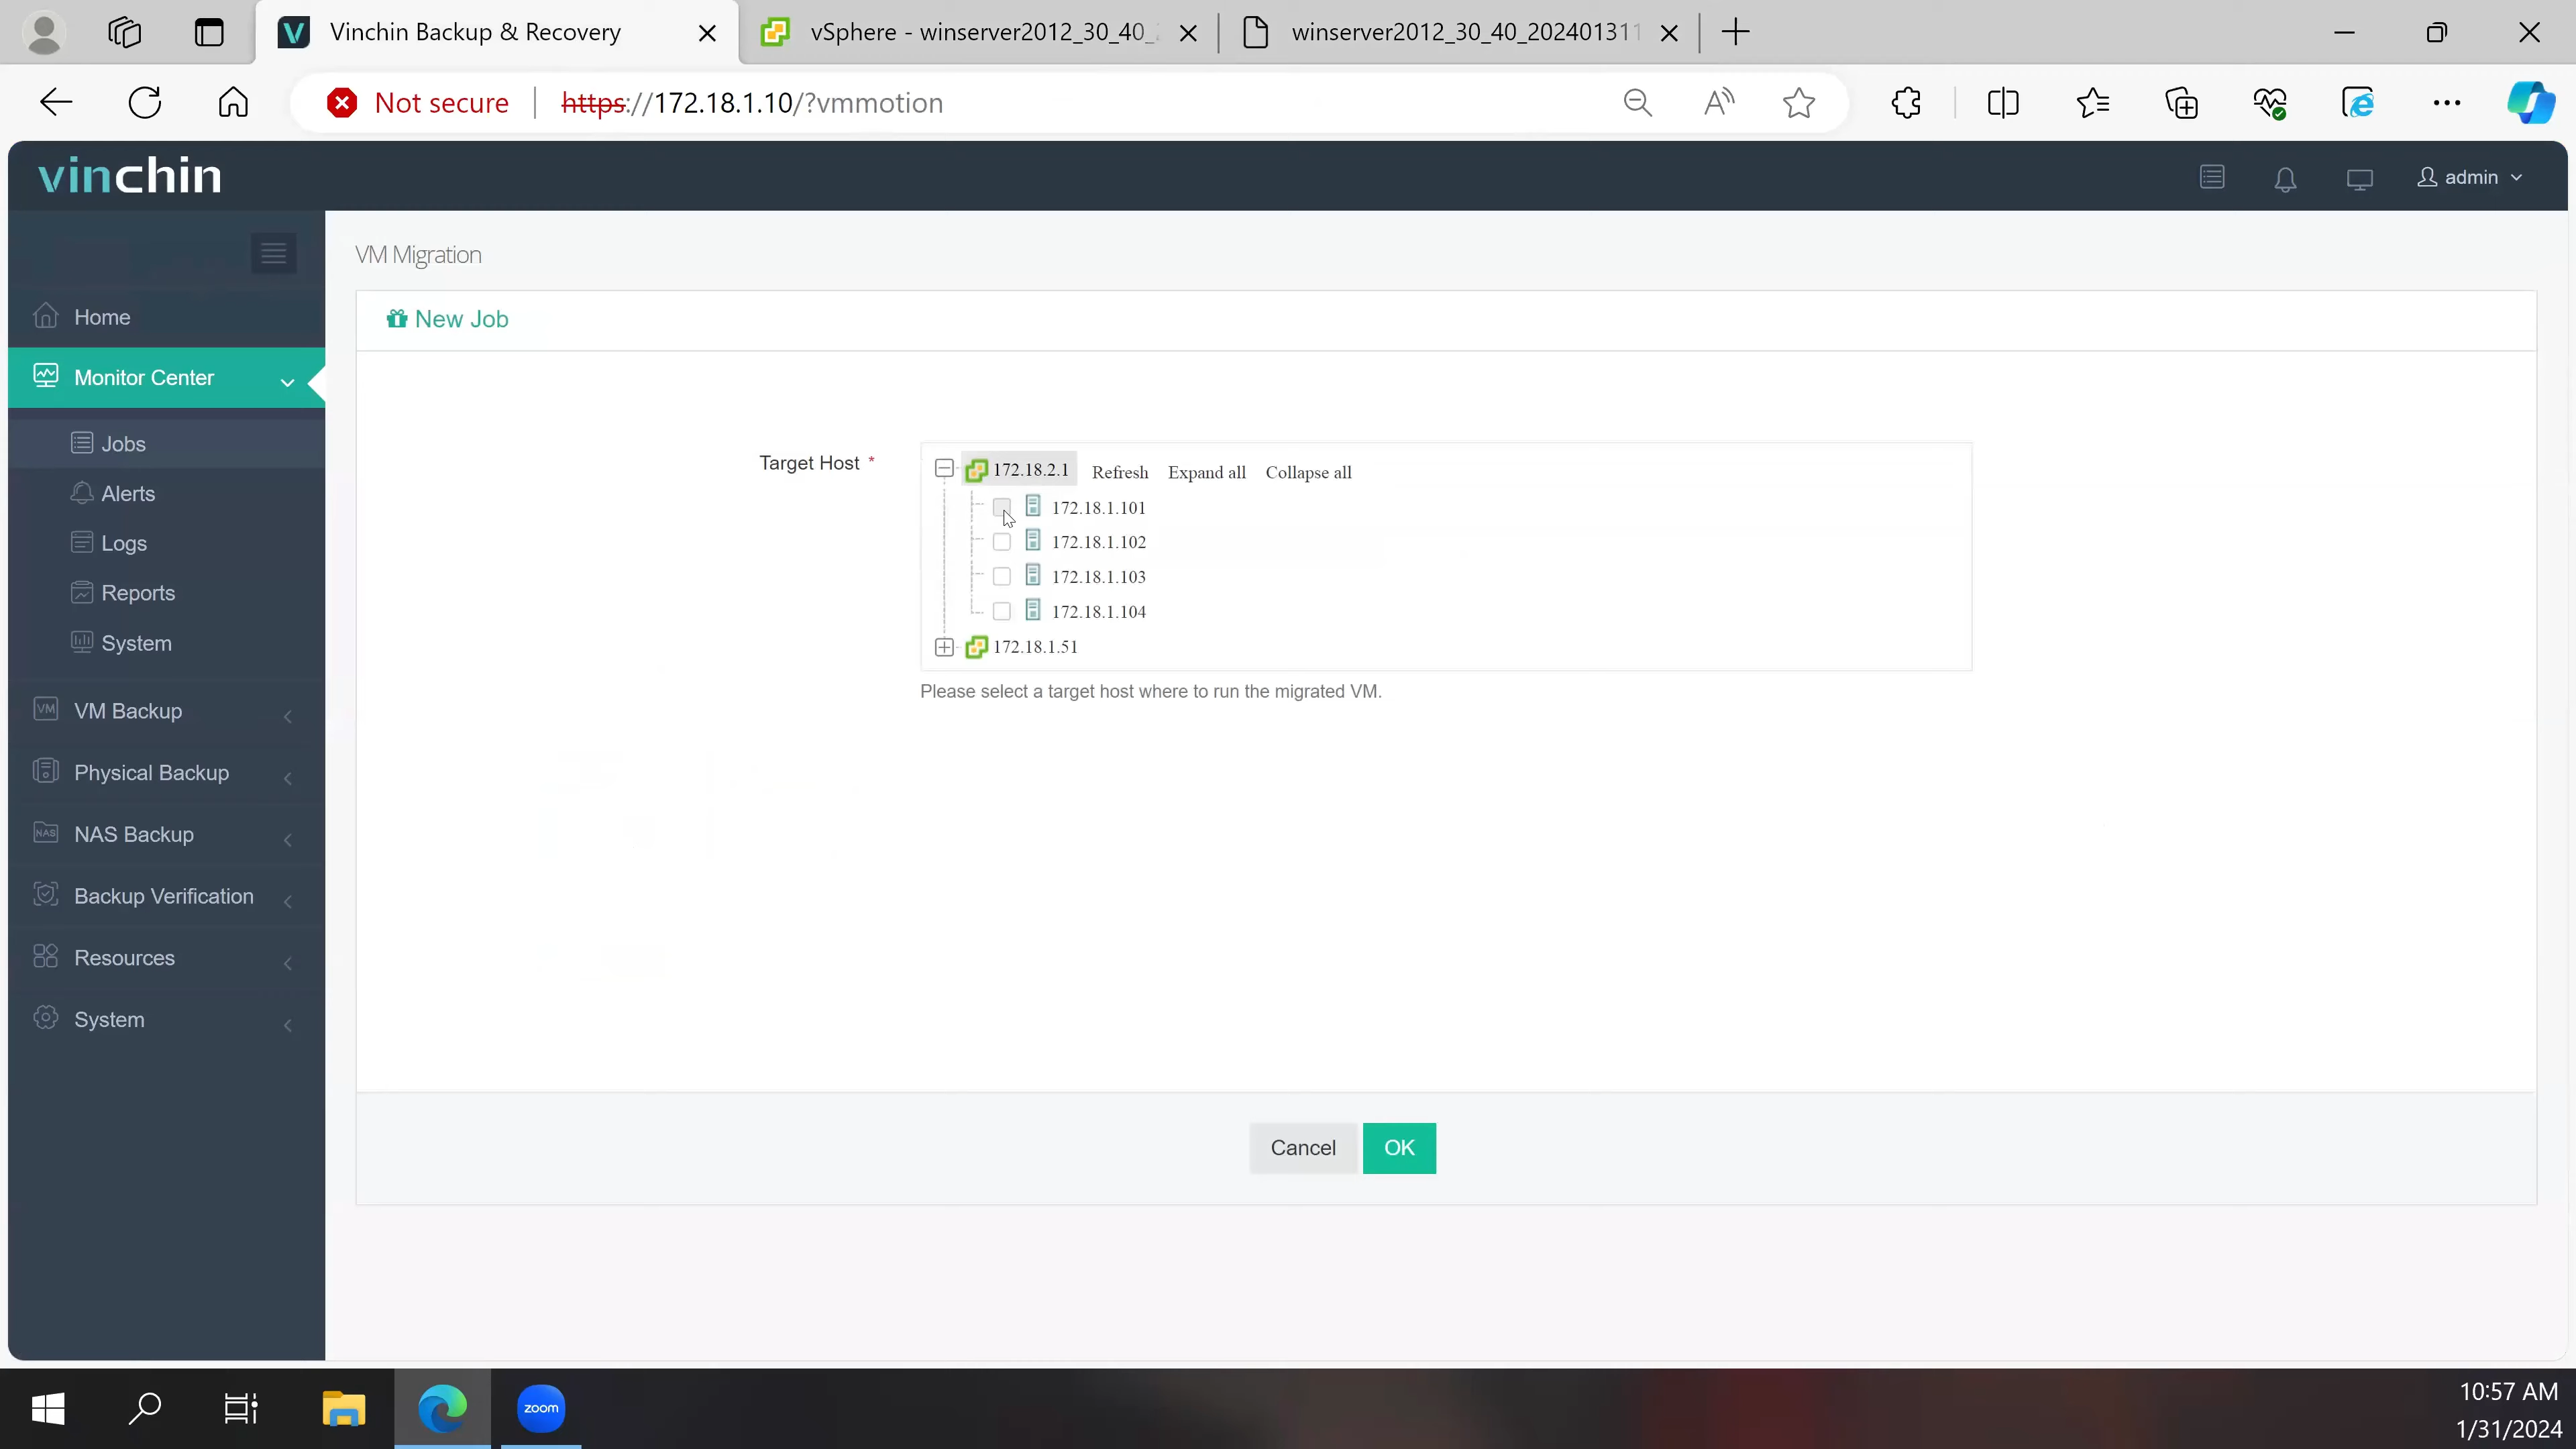 Vinchin Backup & Recovery
vSphere - winserver2012_30_40_
winserver2012_30_40_202401311
Not secure
https://172.18.1.10/?vmmotion
vinchin
admin
VM Migration
New Job
Home
Monitor Center
Jobs
Alerts
Logs
Reports
System
VM Backup
Physical Backup
NAS Backup
Backup Verification
Resources
System
Target Host *
172.18.2.1 Refresh Expand all Collapse all
172.18.1.101
172.18.1.102
172.18.1.103
172.18.1.104
172.18.1.51
Please select a target host where to run the migrated VM.
Cancel OK
zoom
10:57 AM
1/31/2024